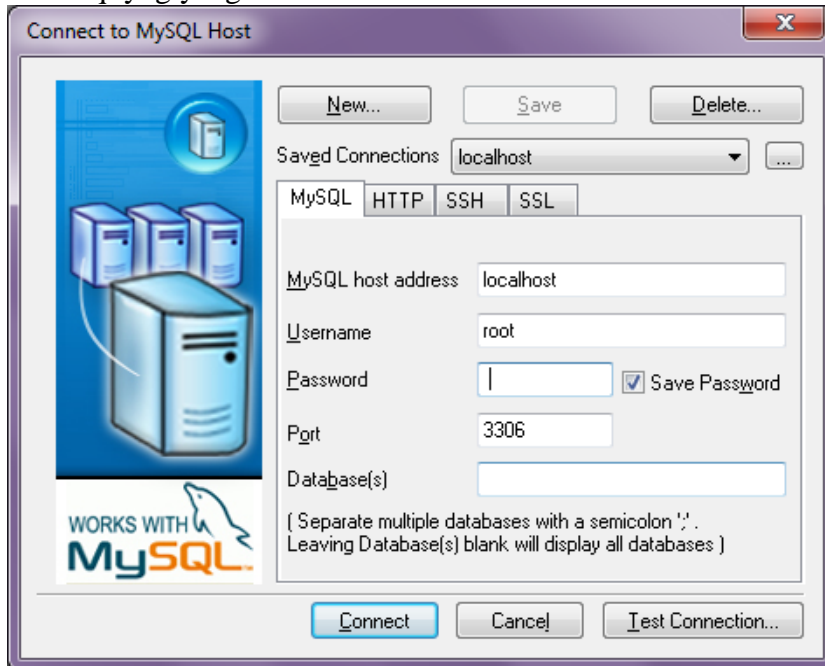 Connect to MySQL Host
New... Save Delete...
Saved Connections localhost ...
MySQL HTTP SSH SSL
MySQL host address localhost
Username root
Password Save Password
Port 3306
Database(s)
( Separate multiple databases with a semicolon ';' .
Leaving Database(s) blank will display all databases )
WORKS WITH
MySQL
Connect Cancel Test Connection...